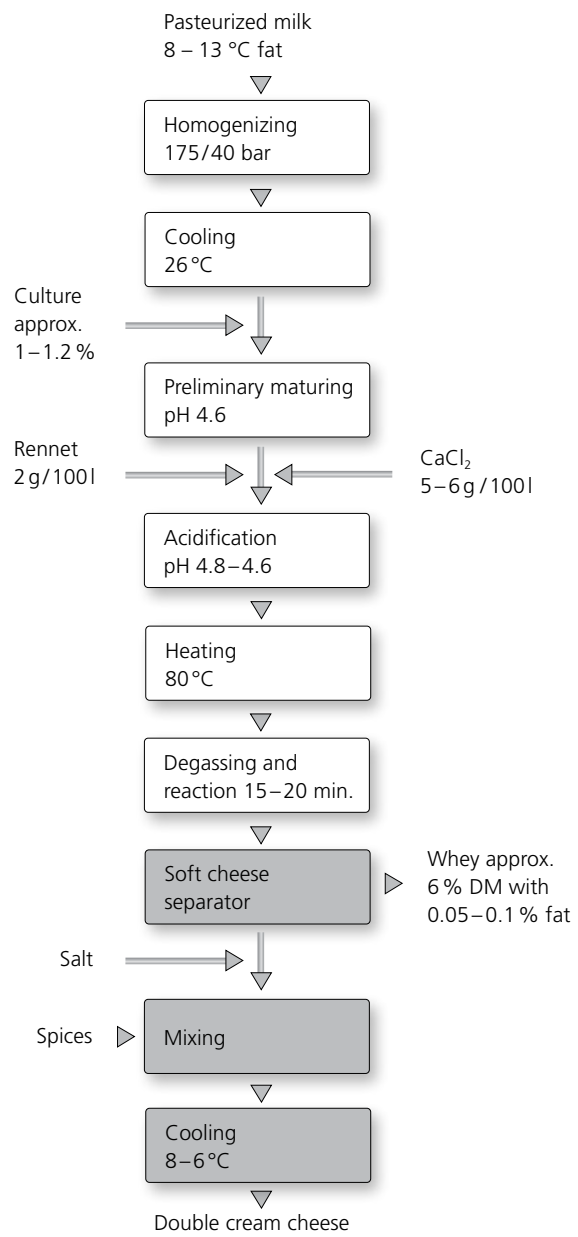 Pasteurized milk
8 – 13 °C fat
Homogenizing
175/40 bar
Cooling
26 °C
Culture
approx.
1–1.2 %
Preliminary maturing
pH 4.6
Rennet
2 g/100 l
CaCl₂
5–6 g/100 l
Acidification
pH 4.8–4.6
Heating
80 °C
Degassing and
reaction 15–20 min.
Soft cheese
separator
Whey approx.
6 % DM with
0.05–0.1 % fat
Salt
Spices
Mixing
Cooling
8–6 °C
Double cream cheese